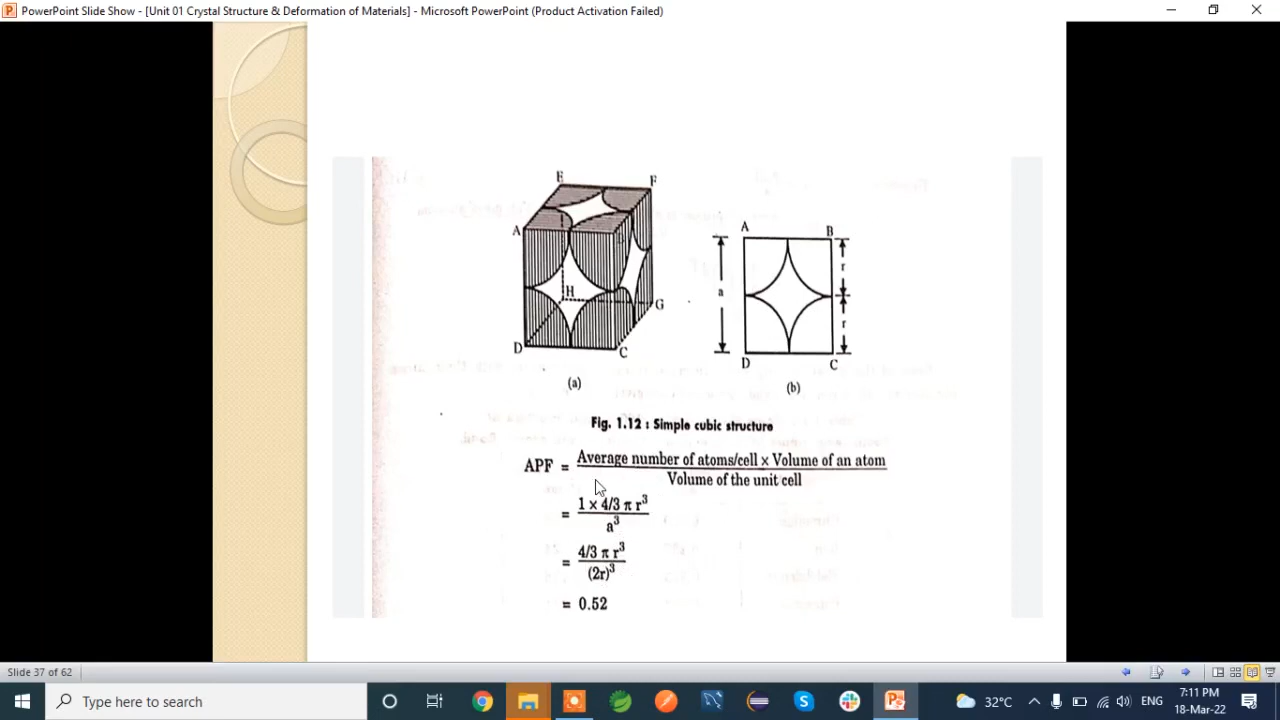 PowerPoint Slide Show - [Unit 01 Crystal Structure & Deformation of Materials] - Microsoft PowerPoint (Product Activation Failed)
E
F
A
B
H
G
D
C
(a)
A
B
a
r
r
D
C
(b)
Fig. 1.12 : Simple cubic structure
APF = Average number of atoms/cell × Volume of an atom
Volume of the unit cell
= 1 × 4/3 π r³
a³
= 4/3 π r³
(2r)³
= 0.52
Slide 37 of 62
Type here to search
32°C
ENG
7:11 PM
18-Mar-22